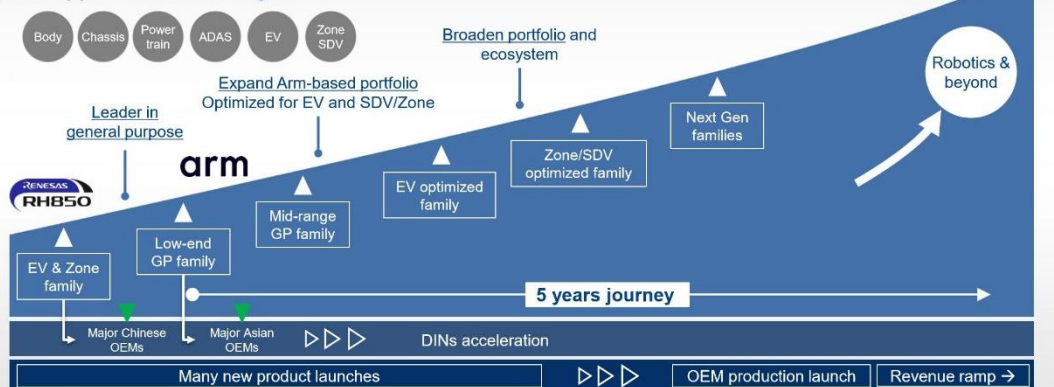 Body
Chassis
Power
train
ADAS
EV
Zone
SDV
Broaden portfolio and
ecosystem
Robotics &
beyond
Expand Arm-based portfolio
Optimized for EV and SDV/Zone
Leader in
general purpose
Next Gen
families
arm
Zone/SDV
optimized family
RENESAS
RH850
EV optimized
family
Mid-range
GP family
Low-end
GP family
EV & Zone
family
5 years journey
Major Chinese
OEMs
Major Asian
OEMs
DINs acceleration
Many new product launches
OEM production launch
Revenue ramp →